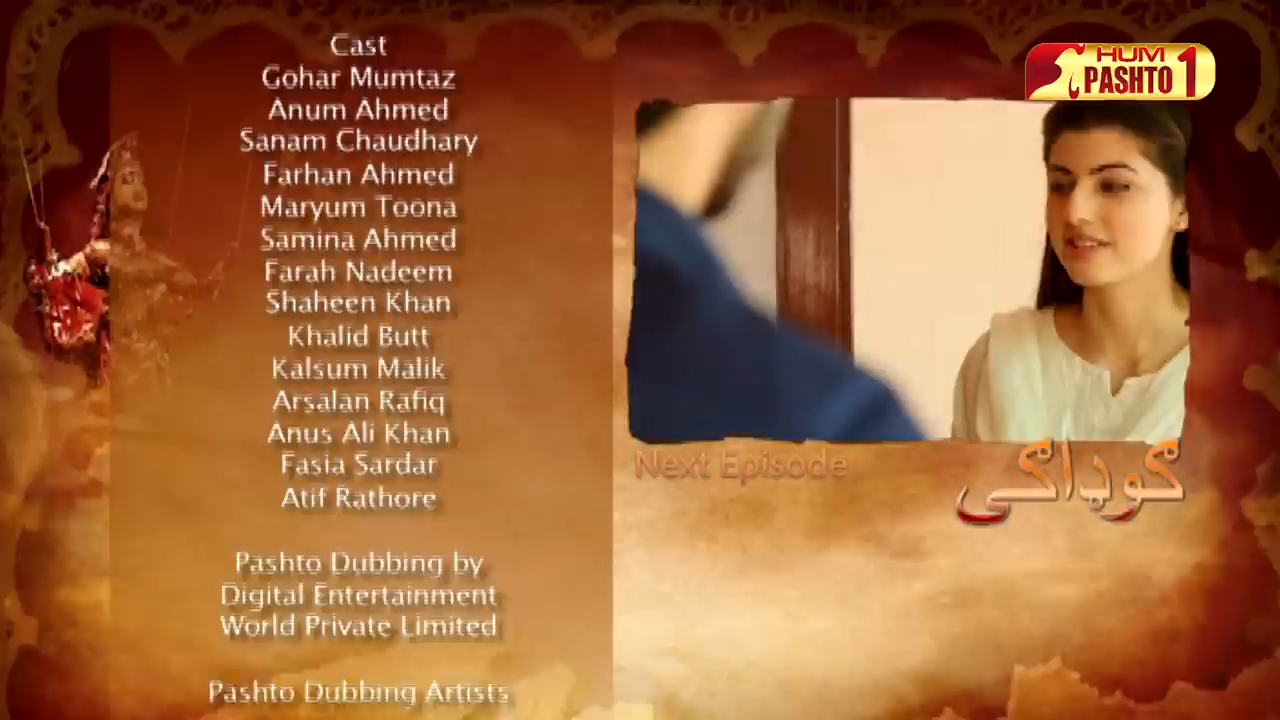 Cast
Gohar Mumtaz
Anum Ahmed
Sanam Chaudhary
Farhan Ahmed
Maryum Toona
Samina Ahmed
Farah Nadeem
Shaheen Khan
Khalid Butt
Kalsum Malik
Arsalan Rafiq
Anus Ali Khan
Fasia Sardar
Atif Rathore
Pashto Dubbing by
Digital Entertainment
World Private Limited
Pashto Dubbing Artists
HUM
PASHTO 1
Next Episode
ګوډاګی